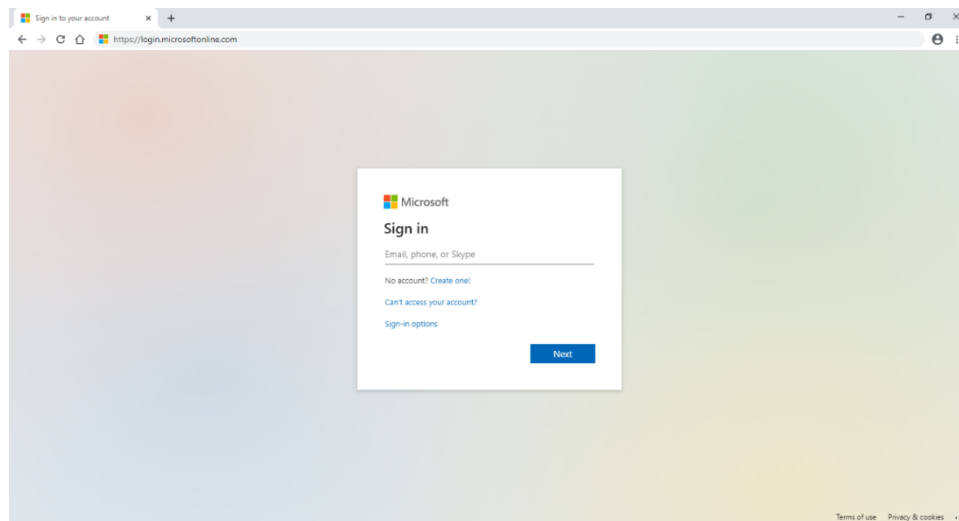 Sign in to your account
https://login.microsoftonline.com
Microsoft
Sign in
Email, phone, or Skype
No account? Create one!
Can't access your account?
Sign-in options
Next
Terms of use Privacy & cookies